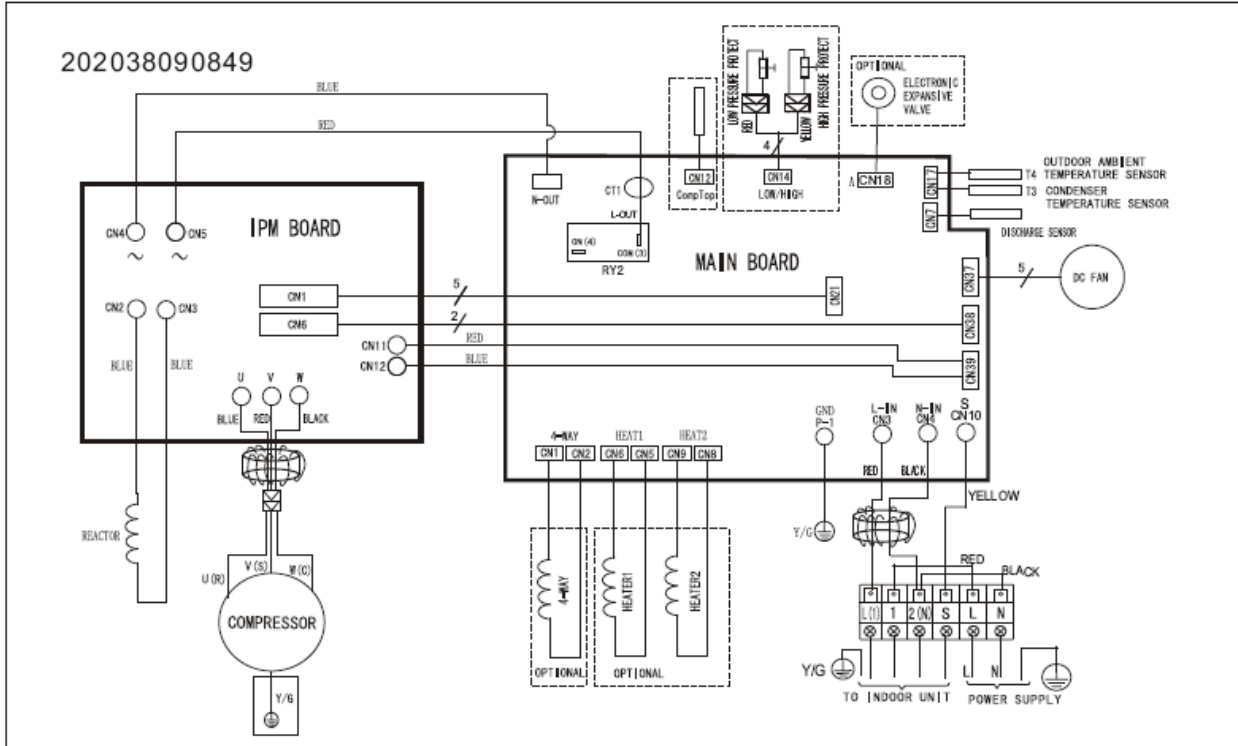 202038090849
BLUE
RED
LOW PRESSURE PROTECT
RED
YELLOW
HIGH PRESSURE PROTECT
4
OPTIONAL
ELECTRONIC
EXPANSIVE
VALVE
CN12
CompTop
CN14
LOW/HIGH
A CN18
CN17
T4 OUTDOOR AMBIENT
TEMPERATURE SENSOR
T3 CONDENSER
TEMPERATURE SENSOR
CN7
DISCHARGE SENSOR
N-OUT
CT1
L-OUT
CN4
CN5
IPM BOARD
~
~
ON(4)
COM(3)
RY2
MAIN BOARD
CN37
5
DC FAN
CN2
CN3
CN1
5
CN21
CN6
2
CN38
CN11
RED
CN12
BLUE
CN39
BLUE
BLUE
U
V
W
BLUE
RED
BLACK
4-WAY
HEAT1
HEAT2
CN1
CN2
CN6
CN5
CN9
CN8
GND
P-1
L-IN
CN3
N-IN
CN4
S
CN10
RED
BLACK
YELLOW
REACTOR
U(R)
V(S)
W(C)
COMPRESSOR
Y/G
4-WAY
OPTIONAL
HEATER1
HEATER2
OPTIONAL
Y/G
RED
BLACK
L(1)
1
2(N)
S
L
N
Y/G
L
N
TO INDOOR UNIT
POWER SUPPLY